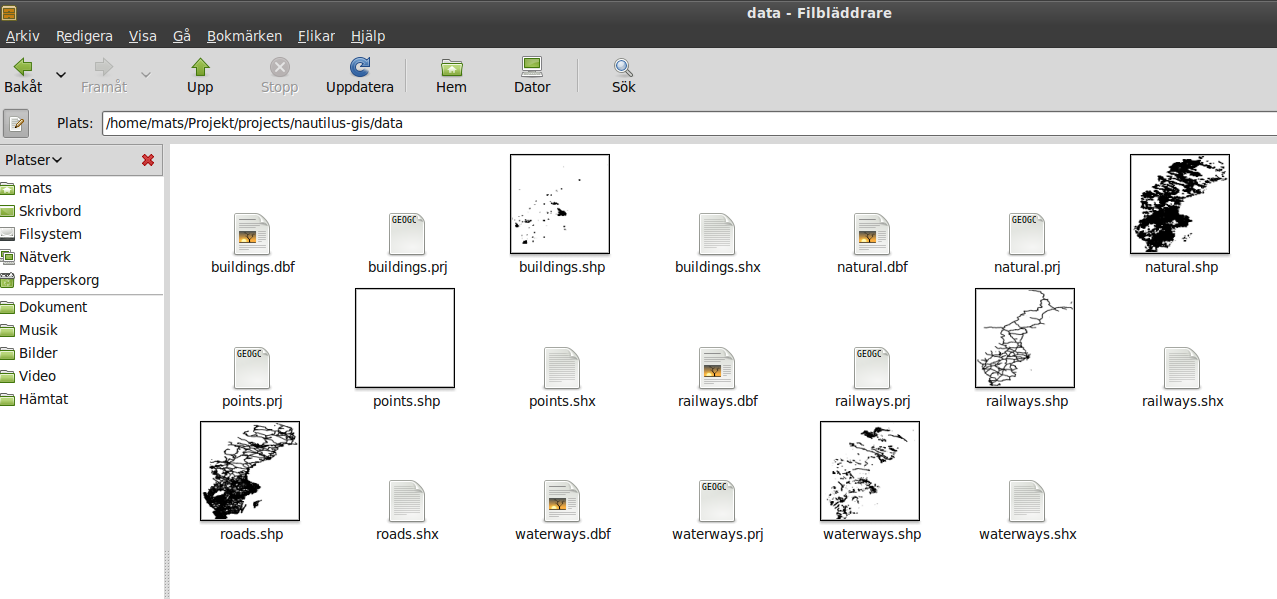 data - Filbläddrare
Arkiv Redigera Visa Gå Bokmärken Flikar Hjälp
Bakåt Framåt Upp Stopp Uppdatera Hem Dator Sök
Plats: /home/mats/Projekt/projects/nautilus-gis/data
Platser
mats
Skrivbord
Filsystem
Nätverk
Papperskorg
Dokument
Musik
Bilder
Video
Hämtat
GEOGC GEOGC
buildings.dbf buildings.prj buildings.shp buildings.shx natural.dbf natural.prj natural.shp
GEOGC GEOGC
points.prj points.shp points.shx railways.dbf railways.prj railways.shp railways.shx
GEOGC
roads.shp roads.shx waterways.dbf waterways.prj waterways.shp waterways.shx